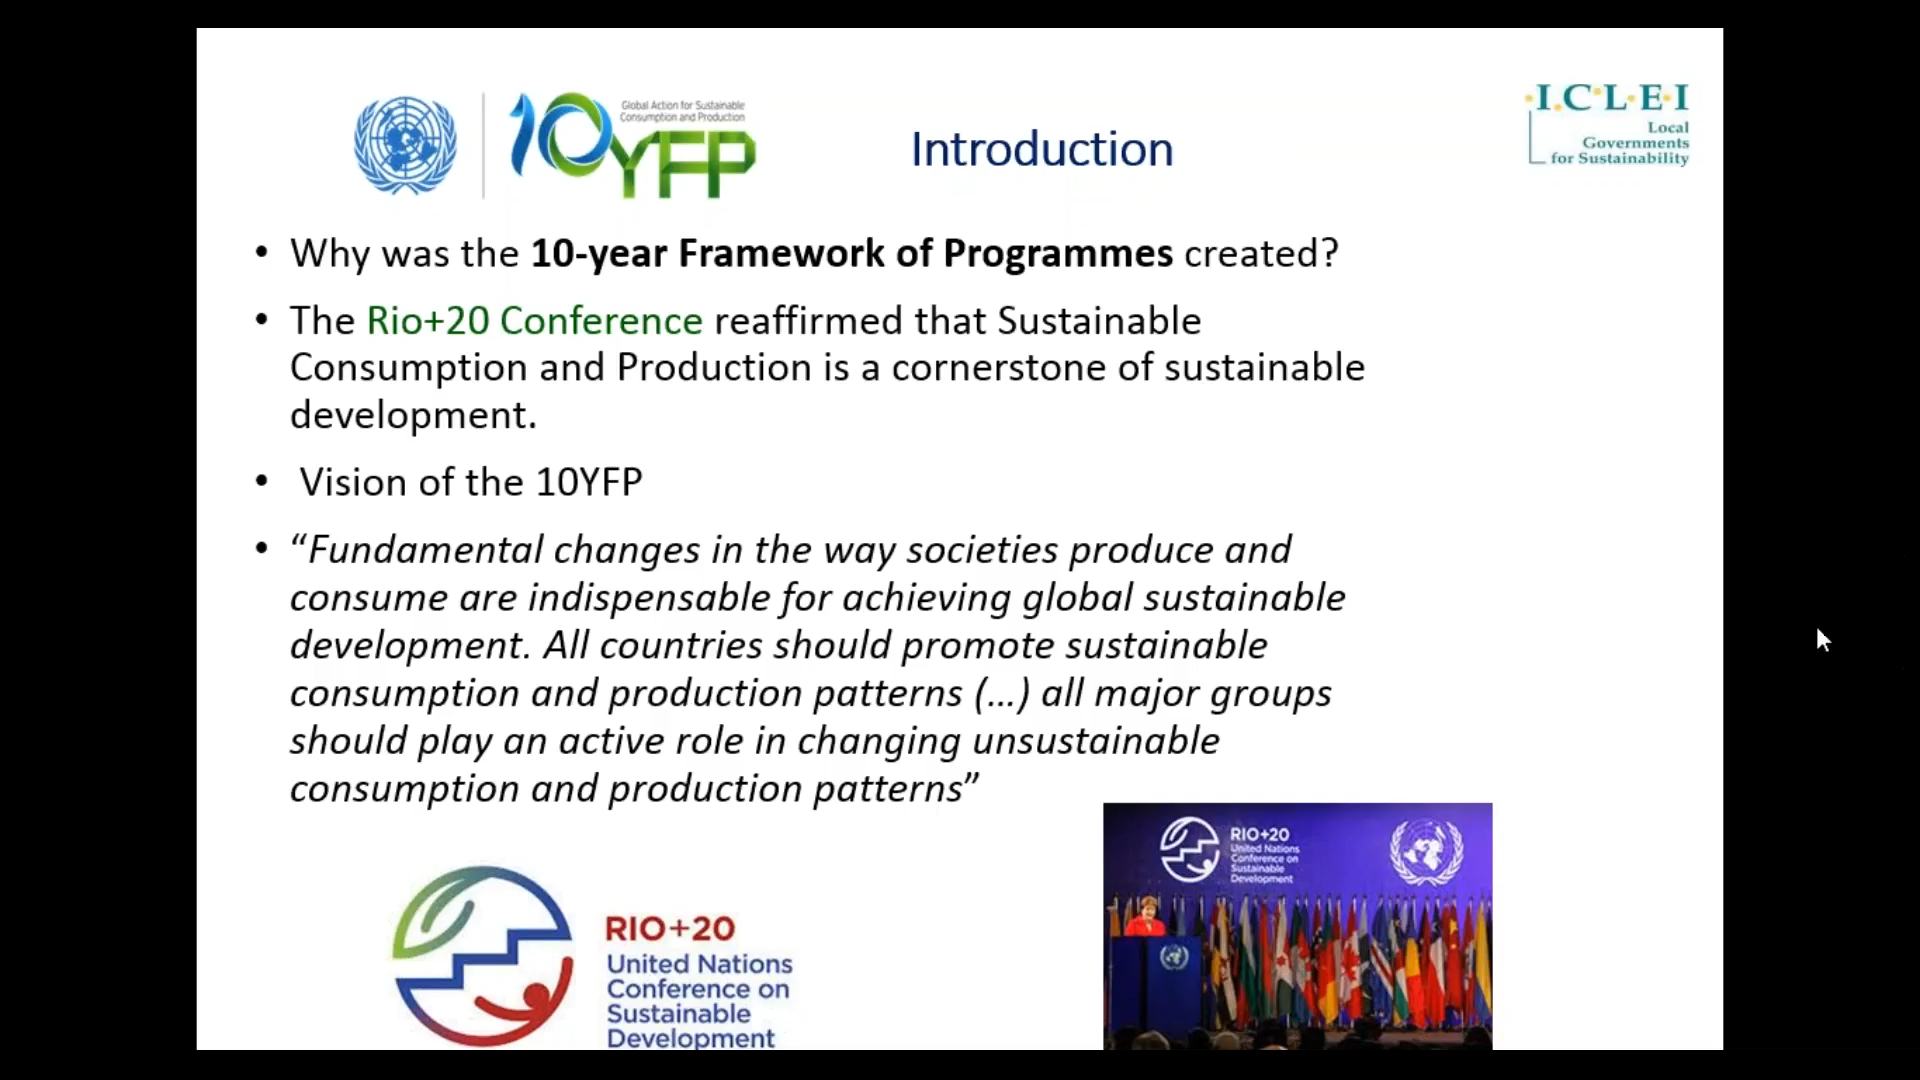 Global Action for Sustainable
Consumption and Production
10YFP
Introduction
I.C.L.E.I
Local
Governments
for Sustainability
• Why was the 10-year Framework of Programmes created?
• The Rio+20 Conference reaffirmed that Sustainable
Consumption and Production is a cornerstone of sustainable
development.
• Vision of the 10YFP
• “Fundamental changes in the way societies produce and
consume are indispensable for achieving global sustainable
development. All countries should promote sustainable
consumption and production patterns (…) all major groups
should play an active role in changing unsustainable
consumption and production patterns”
RIO+20
United Nations
Conference on
Sustainable
Development
RIO+20
United Nations
Conference on
Sustainable
Development